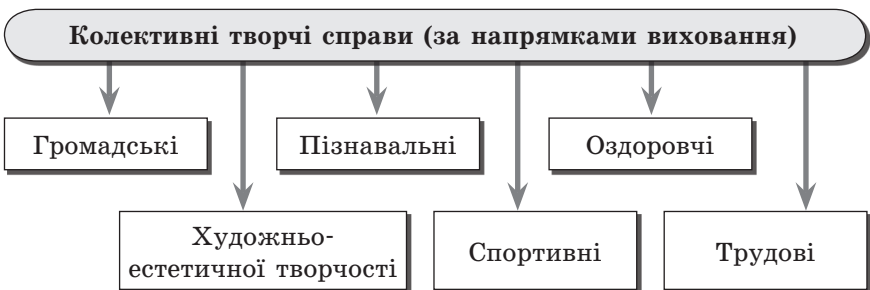 Колективні творчі справи (за напрямками виховання)
Громадські
Пізнавальні
Оздоровчі
Художньо-
естетичної творчості
Спортивні
Трудові